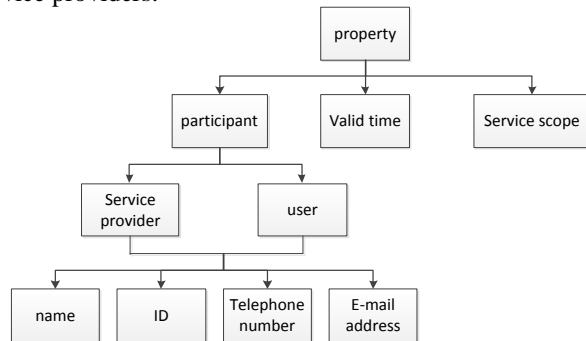 vice providers.
property
participant
Valid time
Service scope
Service
provider
user
name
ID
Telephone
number
E-mail
address